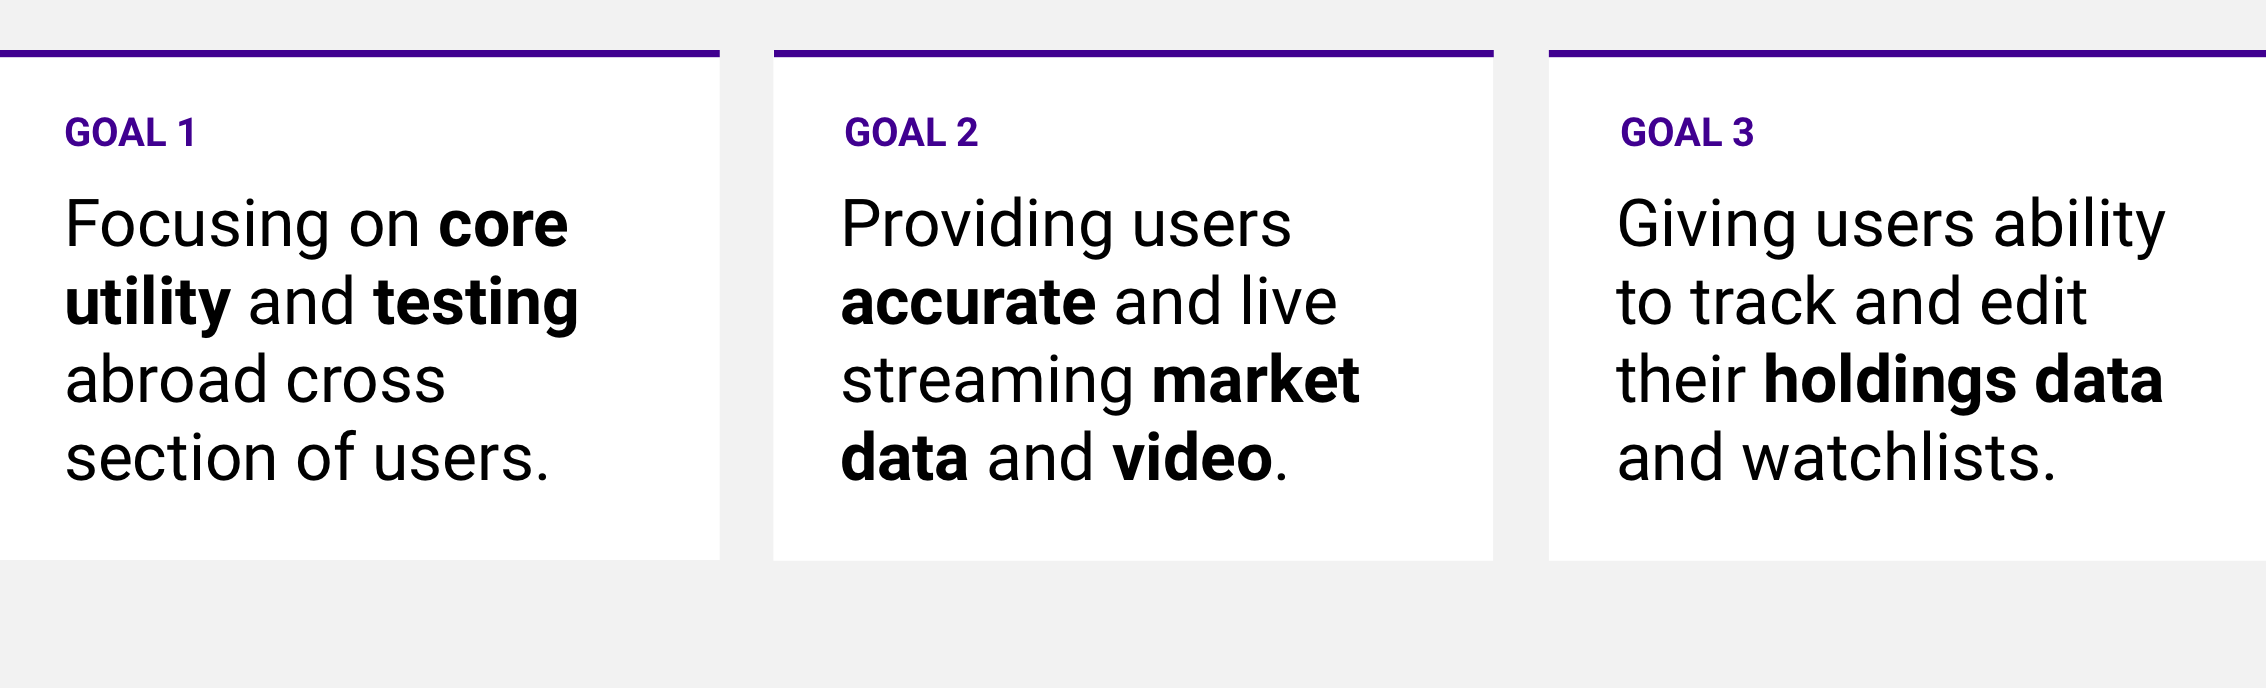 GOAL 1
Focusing on core
utility and testing
abroad cross
section of users.
GOAL 2
Providing users
accurate and live
streaming market
data and video.
GOAL 3
Giving users ability
to track and edit
their holdings data
and watchlists.